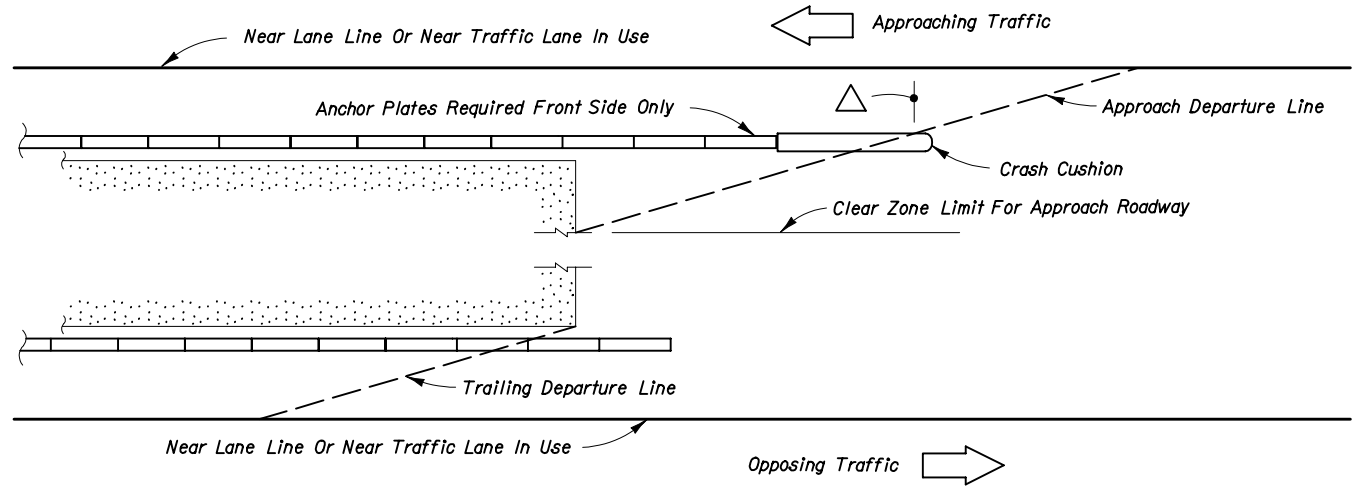 Approaching Traffic
Near Lane Line Or Near Traffic Lane In Use
Anchor Plates Required Front Side Only
Approach Departure Line
Crash Cushion
Clear Zone Limit For Approach Roadway
Trailing Departure Line
Near Lane Line Or Near Traffic Lane In Use
Opposing Traffic